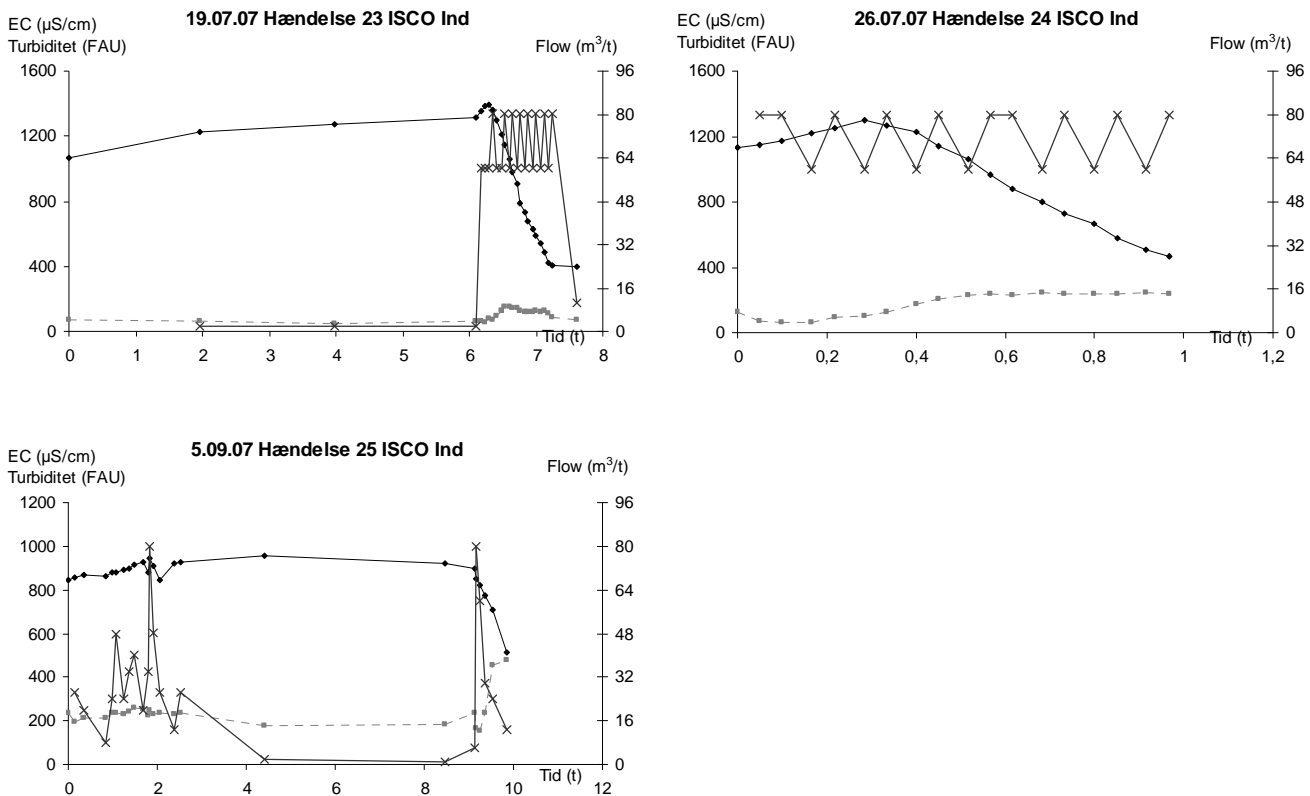 19.07.07 Hændelse 23 ISCO Ind
EC (µS/cm)
Turbiditet (FAU)
Flow (m³/t)
1600
1200
800
400
0
96
80
64
48
32
16
0
Tid (t)
0 1 2 3 4 5 6 7 8
26.07.07 Hændelse 24 ISCO Ind
EC (µS/cm)
Turbiditet (FAU)
Flow (m³/t)
1600
1200
800
400
0
96
80
64
48
32
16
0
Tid (t)
0 0,2 0,4 0,6 0,8 1 1,2
5.09.07 Hændelse 25 ISCO Ind
EC (µS/cm)
Turbiditet (FAU)
Flow (m³/t)
1200
1000
800
600
400
200
0
96
80
64
48
32
16
0
Tid (t)
0 2 4 6 8 10 12